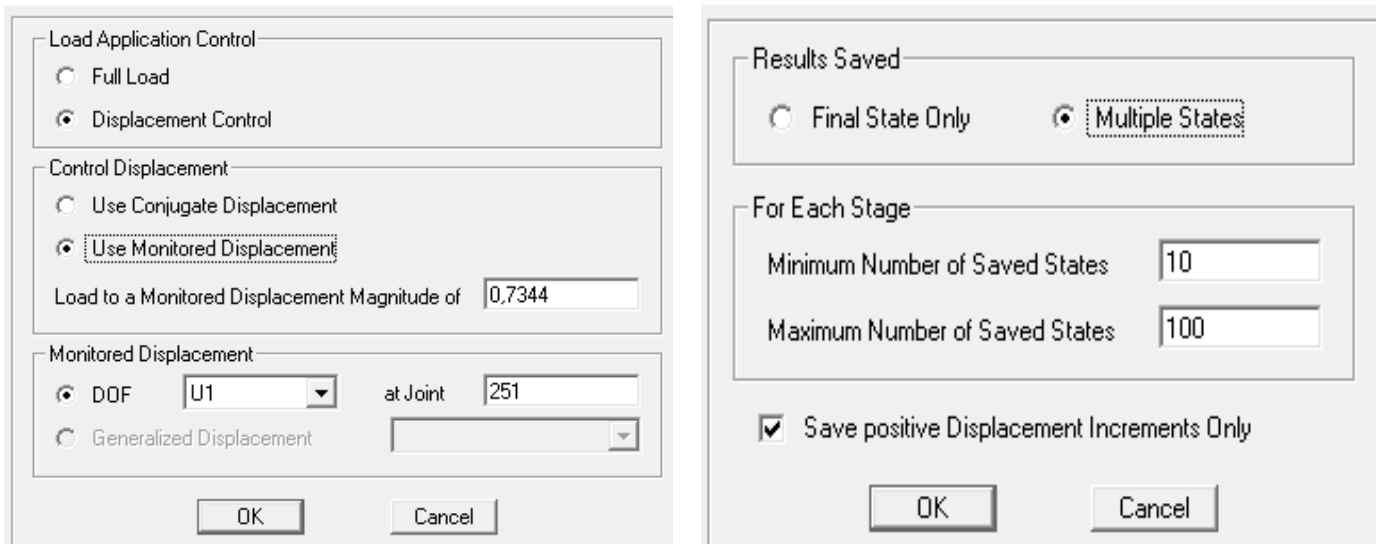 Load Application Control
Full Load
Displacement Control
Control Displacement
Use Conjugate Displacement
Use Monitored Displacement
Load to a Monitored Displacement Magnitude of 0,7344
Monitored Displacement
DOF U1 at Joint 251
Generalized Displacement
OK Cancel
Results Saved
Final State Only Multiple States
For Each Stage
Minimum Number of Saved States 10
Maximum Number of Saved States 100
Save positive Displacement Increments Only
OK Cancel